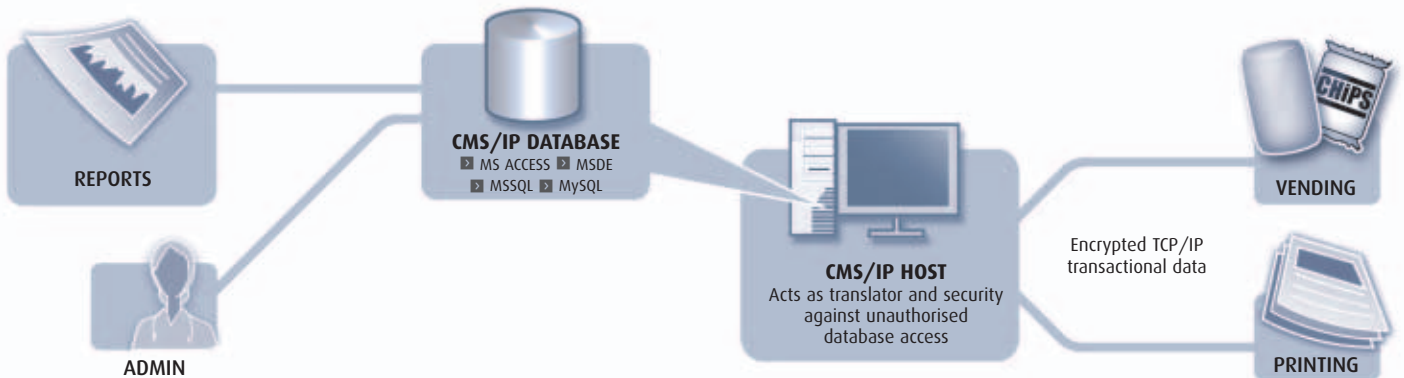 REPORTS
ADMIN
CMS/IP DATABASE
MS ACCESS MSDE
MSSQL MySQL
CMS/IP HOST
Acts as translator and security
against unauthorised
database access
Encrypted TCP/IP
transactional data
CHiPS
VENDING
PRINTING